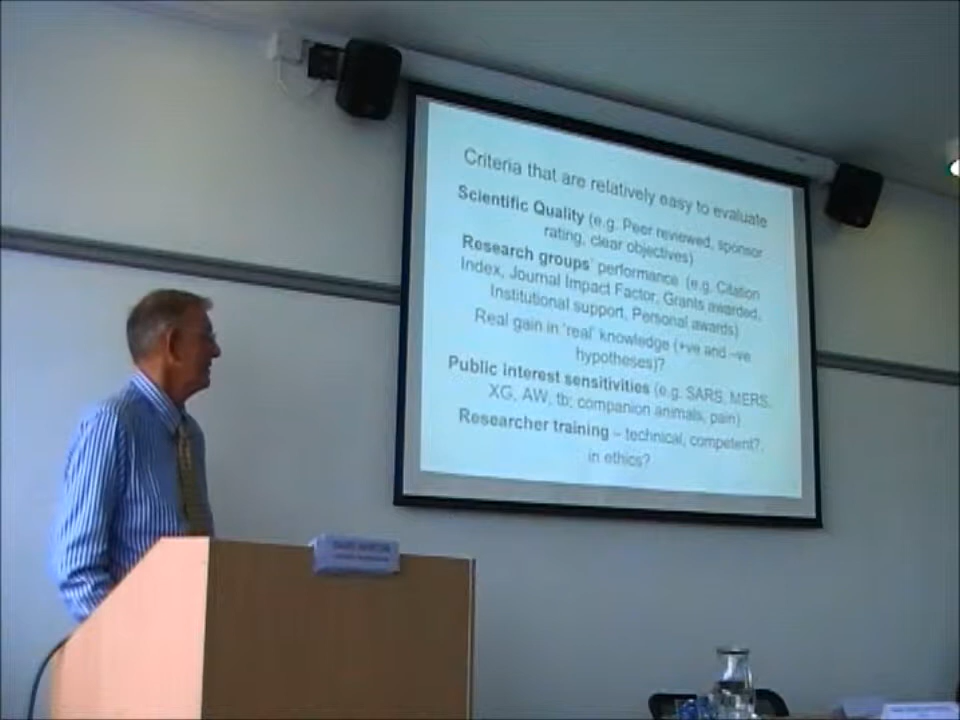 Criteria that are relatively easy to evaluate
Scientific Quality (e.g. Peer reviewed, sponsor
rating, clear objectives)
Research groups' performance (e.g. Citation
Index, Journal Impact Factor, Grants awarded,
Institutional support, Personal awards)
Real gain in 'real' knowledge (+ve and –ve
hypotheses)?
Public interest sensitivities (e.g. SARS, MERS,
XG, AW, tb; companion animals, pain)
Researcher training – technical, competent?,
in ethics?